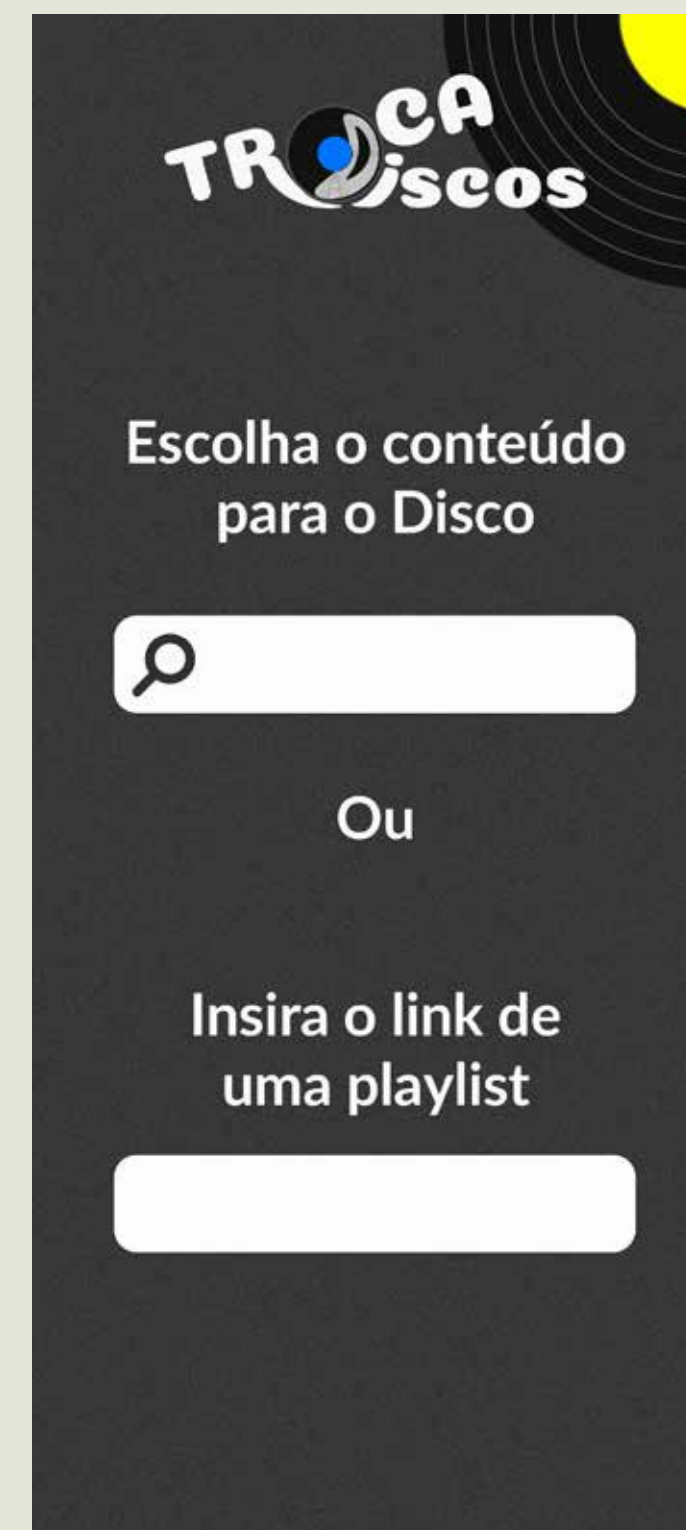 TROCA
Discos
Escolha o conteúdo
para o Disco
Ou
Insira o link de
uma playlist